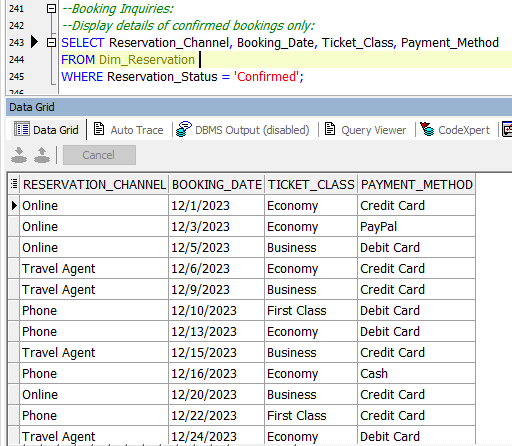 241 --Booking Inquiries:
242 --Display details of confirmed bookings only:
243 SELECT Reservation_Channel, Booking_Date, Ticket_Class, Payment_Method
244 FROM Dim_Reservation
245 WHERE Reservation_Status = 'Confirmed';
Data Grid
Data Grid Auto Trace DBMS Output (disabled) Query Viewer CodeXpert
Cancel
RESERVATION_CHANNEL BOOKING_DATE TICKET_CLASS PAYMENT_METHOD
Online 12/1/2023 Economy Credit Card
Online 12/3/2023 Economy PayPal
Online 12/5/2023 Business Debit Card
Travel Agent 12/6/2023 Economy Credit Card
Travel Agent 12/9/2023 Business Credit Card
Phone 12/10/2023 First Class Debit Card
Phone 12/13/2023 Economy Debit Card
Travel Agent 12/15/2023 Business Credit Card
Phone 12/16/2023 Economy Cash
Online 12/20/2023 Business Credit Card
Phone 12/22/2023 First Class Credit Card
Travel Agent 12/24/2023 Economy Debit Card